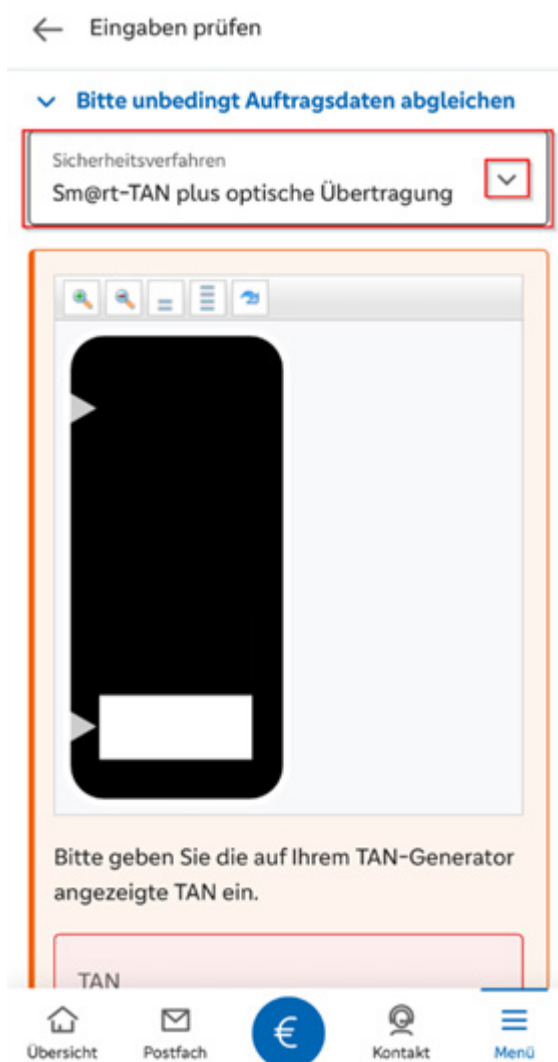 Eingaben prüfen
Bitte unbedingt Auftragsdaten abgleichen
Sicherheitsverfahren
Sm@rt-TAN plus optische Übertragung
Bitte geben Sie die auf Ihrem TAN-Generator
angezeigte TAN ein.
TAN
Übersicht Postfach € Kontakt Menü